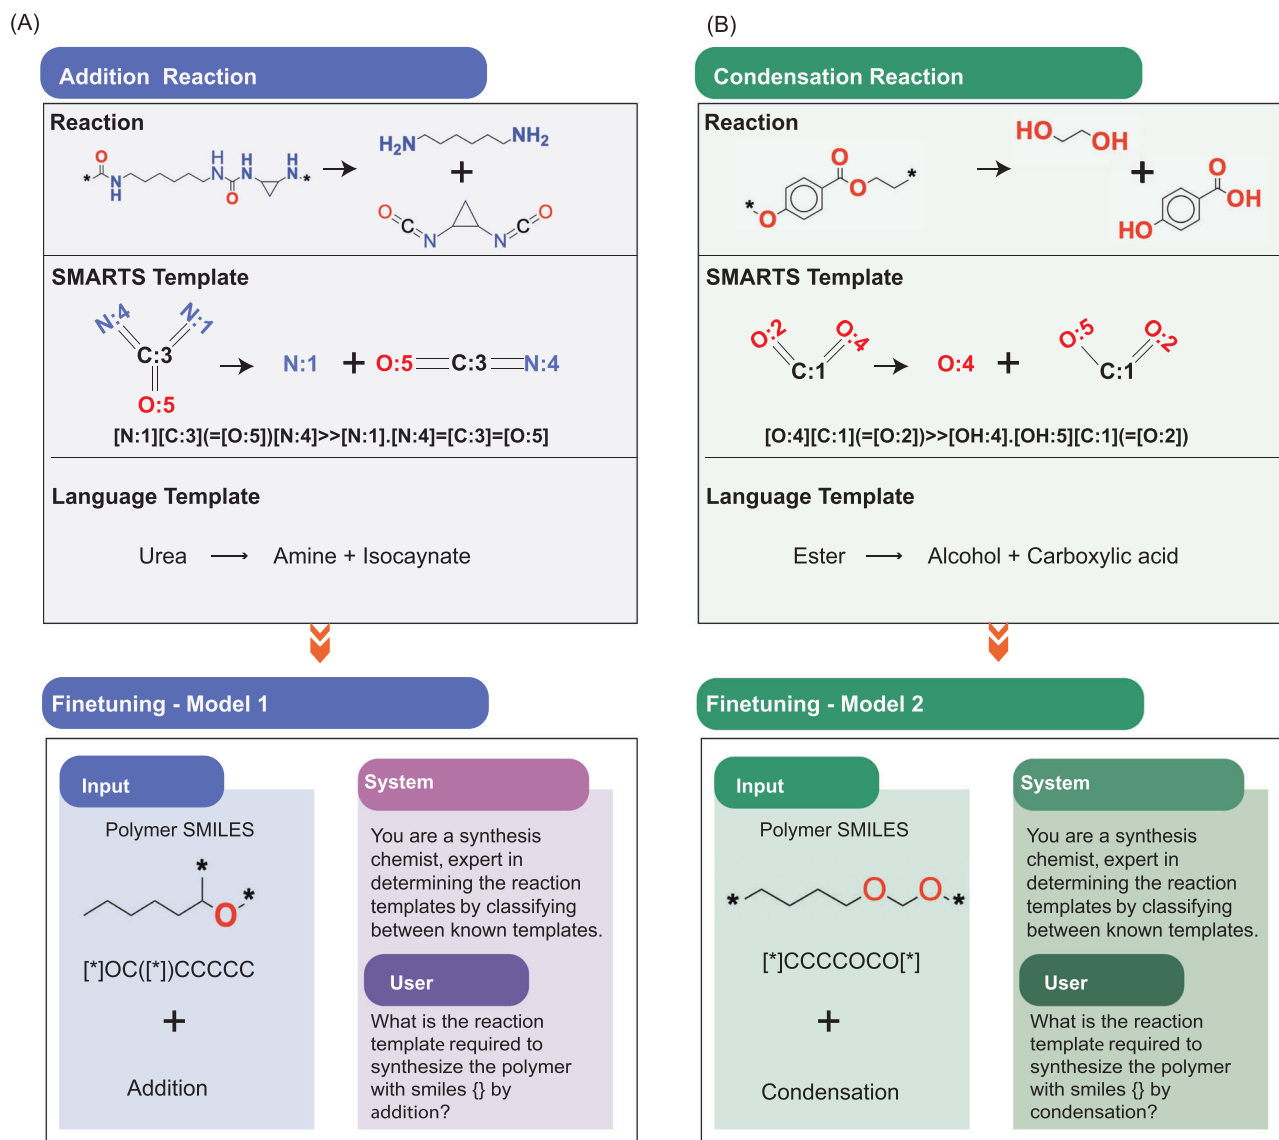 (A)
Addition Reaction
Reaction
O
*
N
H
H
N
O
N
H
H
N
*
H2N
NH2
+
O
C
N
N
C
O
SMARTS Template
N:4
N:1
C:3
O:5
N:1
+
O:5
C:3
N:4
[N:1][C:3](=[O:5])[N:4]>>[N:1].[N:4]=[C:3]=[O:5]
Language Template
Urea → Amine + Isocaynate
Finetuning - Model 1
Input
Polymer SMILES
*
*
O
[*]OC([*])CCCCC
+
Addition
System
You are a synthesis
chemist, expert in
determining the reaction
templates by classifying
between known templates.
User
What is the reaction
template required to
synthesize the polymer
with smiles {} by
addition?
(B)
Condensation Reaction
Reaction
*
O
O
O
*
HO
OH
+
O
OH
HO
SMARTS Template
O:2
O:4
C:1
O:4
+
O:5
O:2
C:1
[O:4][C:1](=[O:2])>>[OH:4].[OH:5][C:1](=[O:2])
Language Template
Ester → Alcohol + Carboxylic acid
Finetuning - Model 2
Input
Polymer SMILES
*
O
O
*
[*]CCCCOCO[*]
+
Condensation
System
You are a synthesis
chemist, expert in
determining the reaction
templates by classifying
between known templates.
User
What is the reaction
template required to
synthesize the polymer
with smiles {} by
condensation?